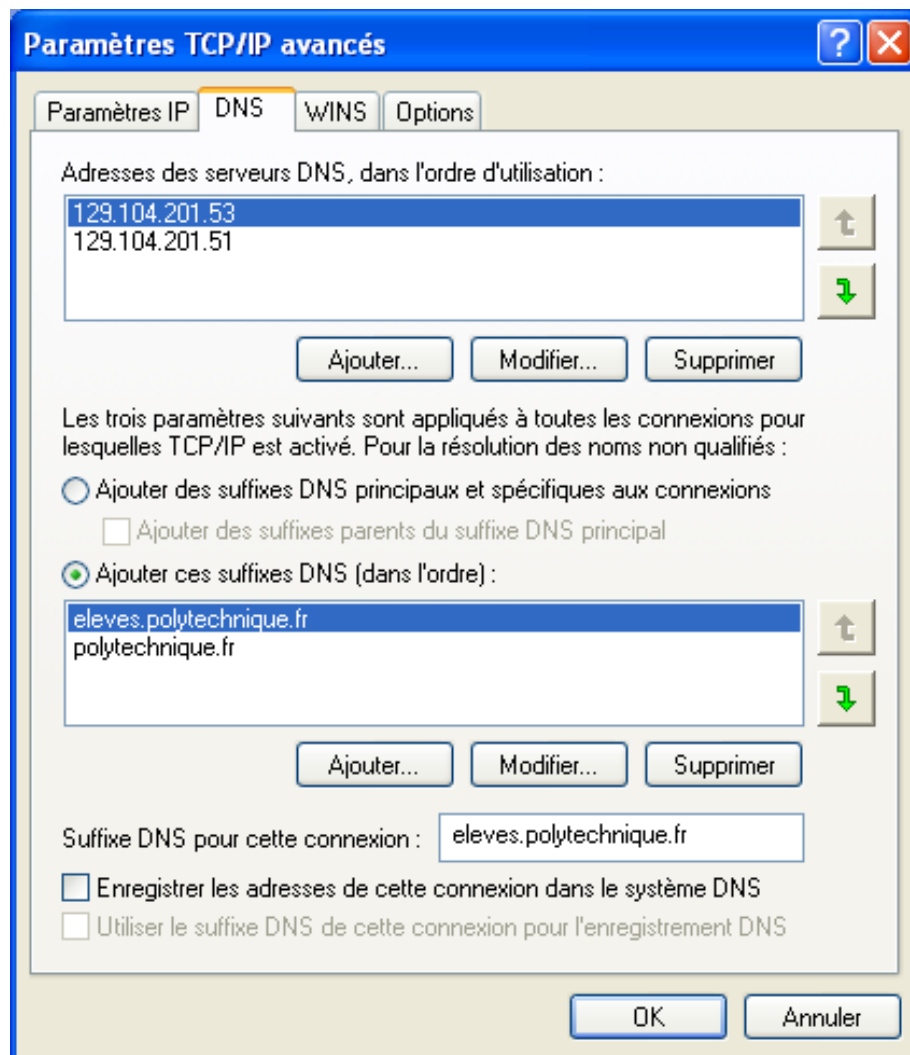 Paramètres TCP/IP avancés
Paramètres IP DNS WINS Options
Adresses des serveurs DNS, dans l'ordre d'utilisation :
129.104.201.53
129.104.201.51
Ajouter... Modifier... Supprimer
Les trois paramètres suivants sont appliqués à toutes les connexions pour
lesquelles TCP/IP est activé. Pour la résolution des noms non qualifiés :
Ajouter des suffixes DNS principaux et spécifiques aux connexions
Ajouter des suffixes parents du suffixe DNS principal
Ajouter ces suffixes DNS (dans l'ordre) :
eleves.polytechnique.fr
polytechnique.fr
Ajouter... Modifier... Supprimer
Suffixe DNS pour cette connexion : eleves.polytechnique.fr
Enregistrer les adresses de cette connexion dans le système DNS
Utiliser le suffixe DNS de cette connexion pour l'enregistrement DNS
OK Annuler